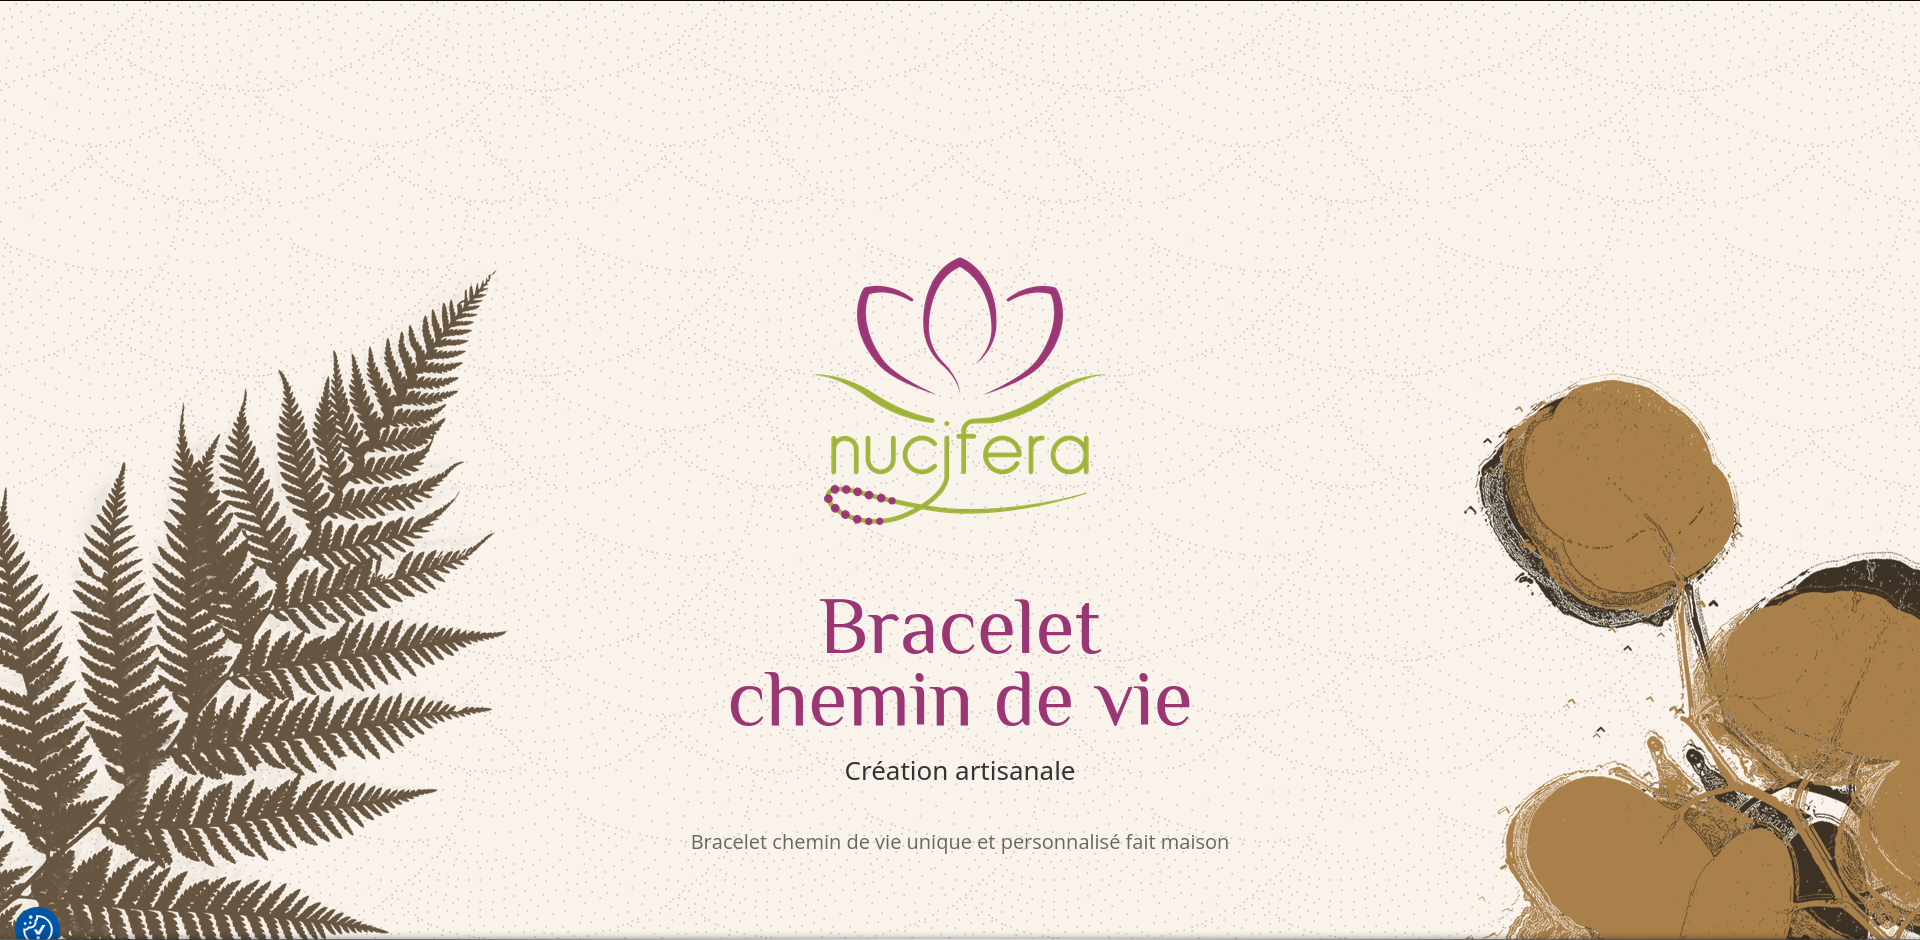 nucifera
Bracelet
chemin de vie
Création artisanale
Bracelet chemin de vie unique et personnalisé fait maison